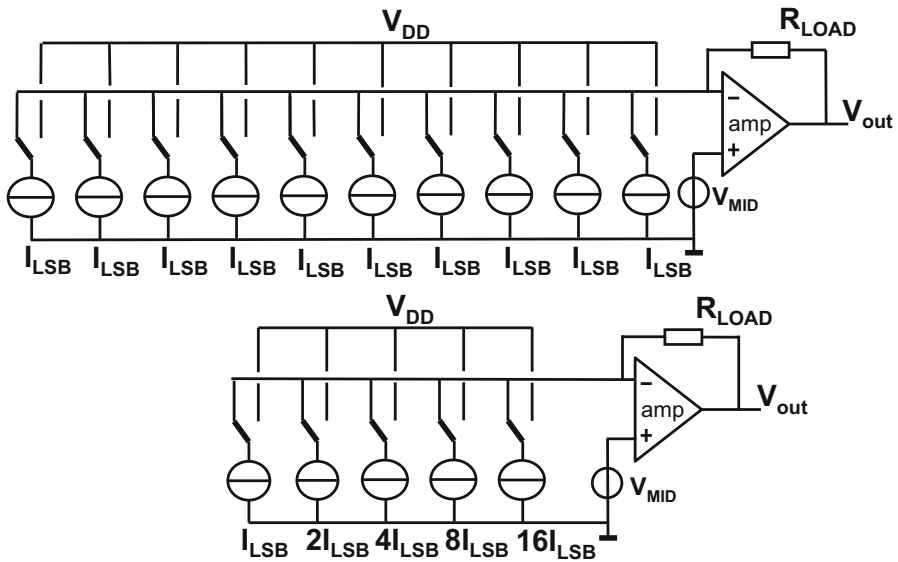 V_DD R_LOAD
− amp V_out
+
V_MID
I_LSB I_LSB I_LSB I_LSB I_LSB I_LSB I_LSB I_LSB I_LSB I_LSB
V_DD R_LOAD
− amp V_out
+
V_MID
I_LSB 2I_LSB 4I_LSB 8I_LSB 16I_LSB